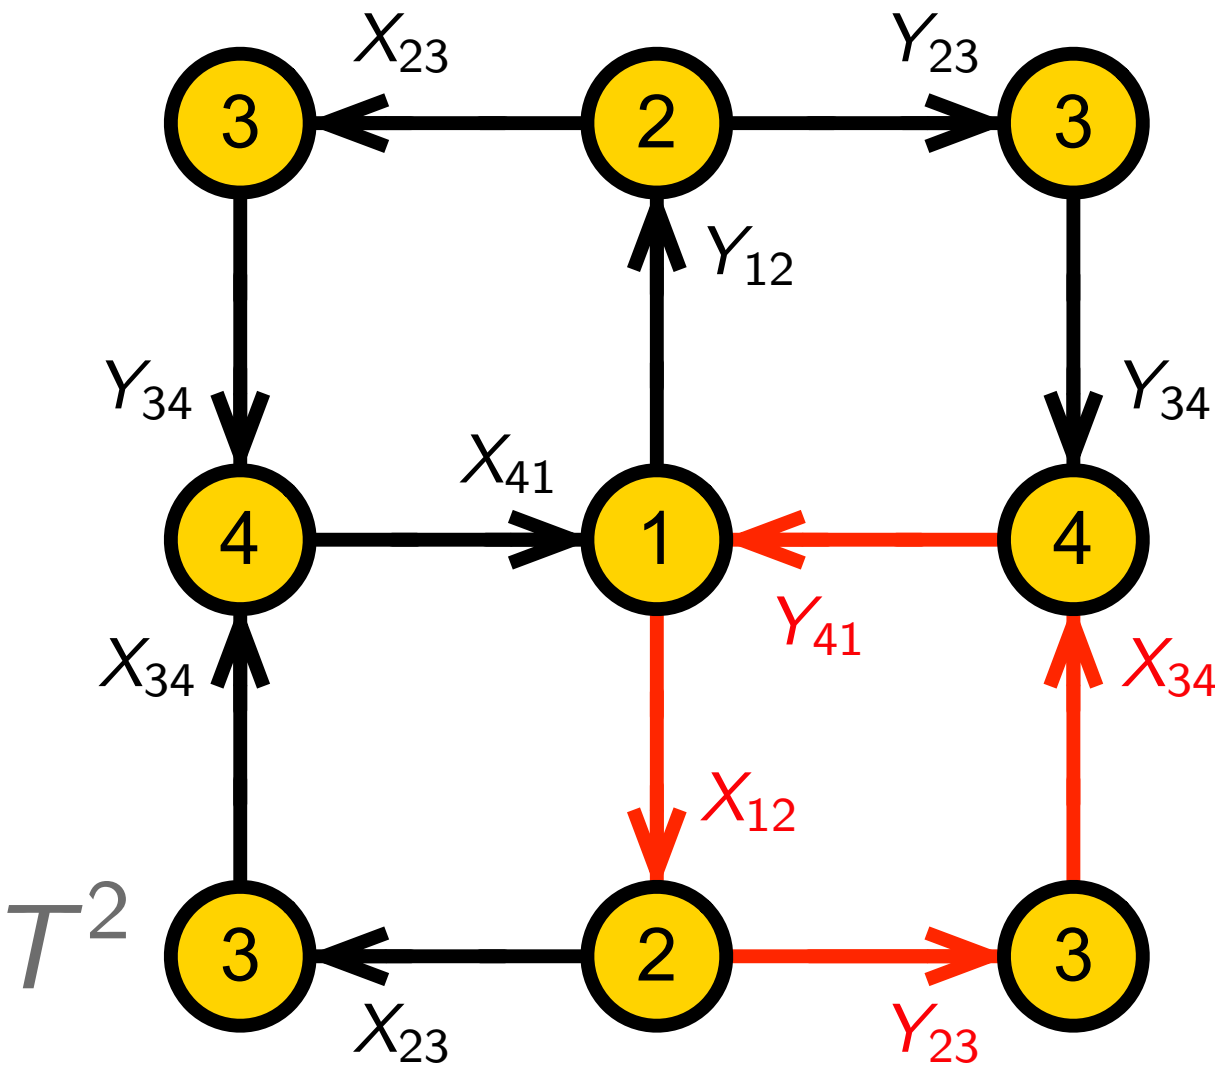 X₂₃ Y₂₃
3 2 3
Y₁₂
Y₃₄ Y₃₄
X₄₁
4 1 4
Y₄₁
X₃₄ X₃₄
X₁₂
T²
3 2 3
X₂₃ Y₂₃